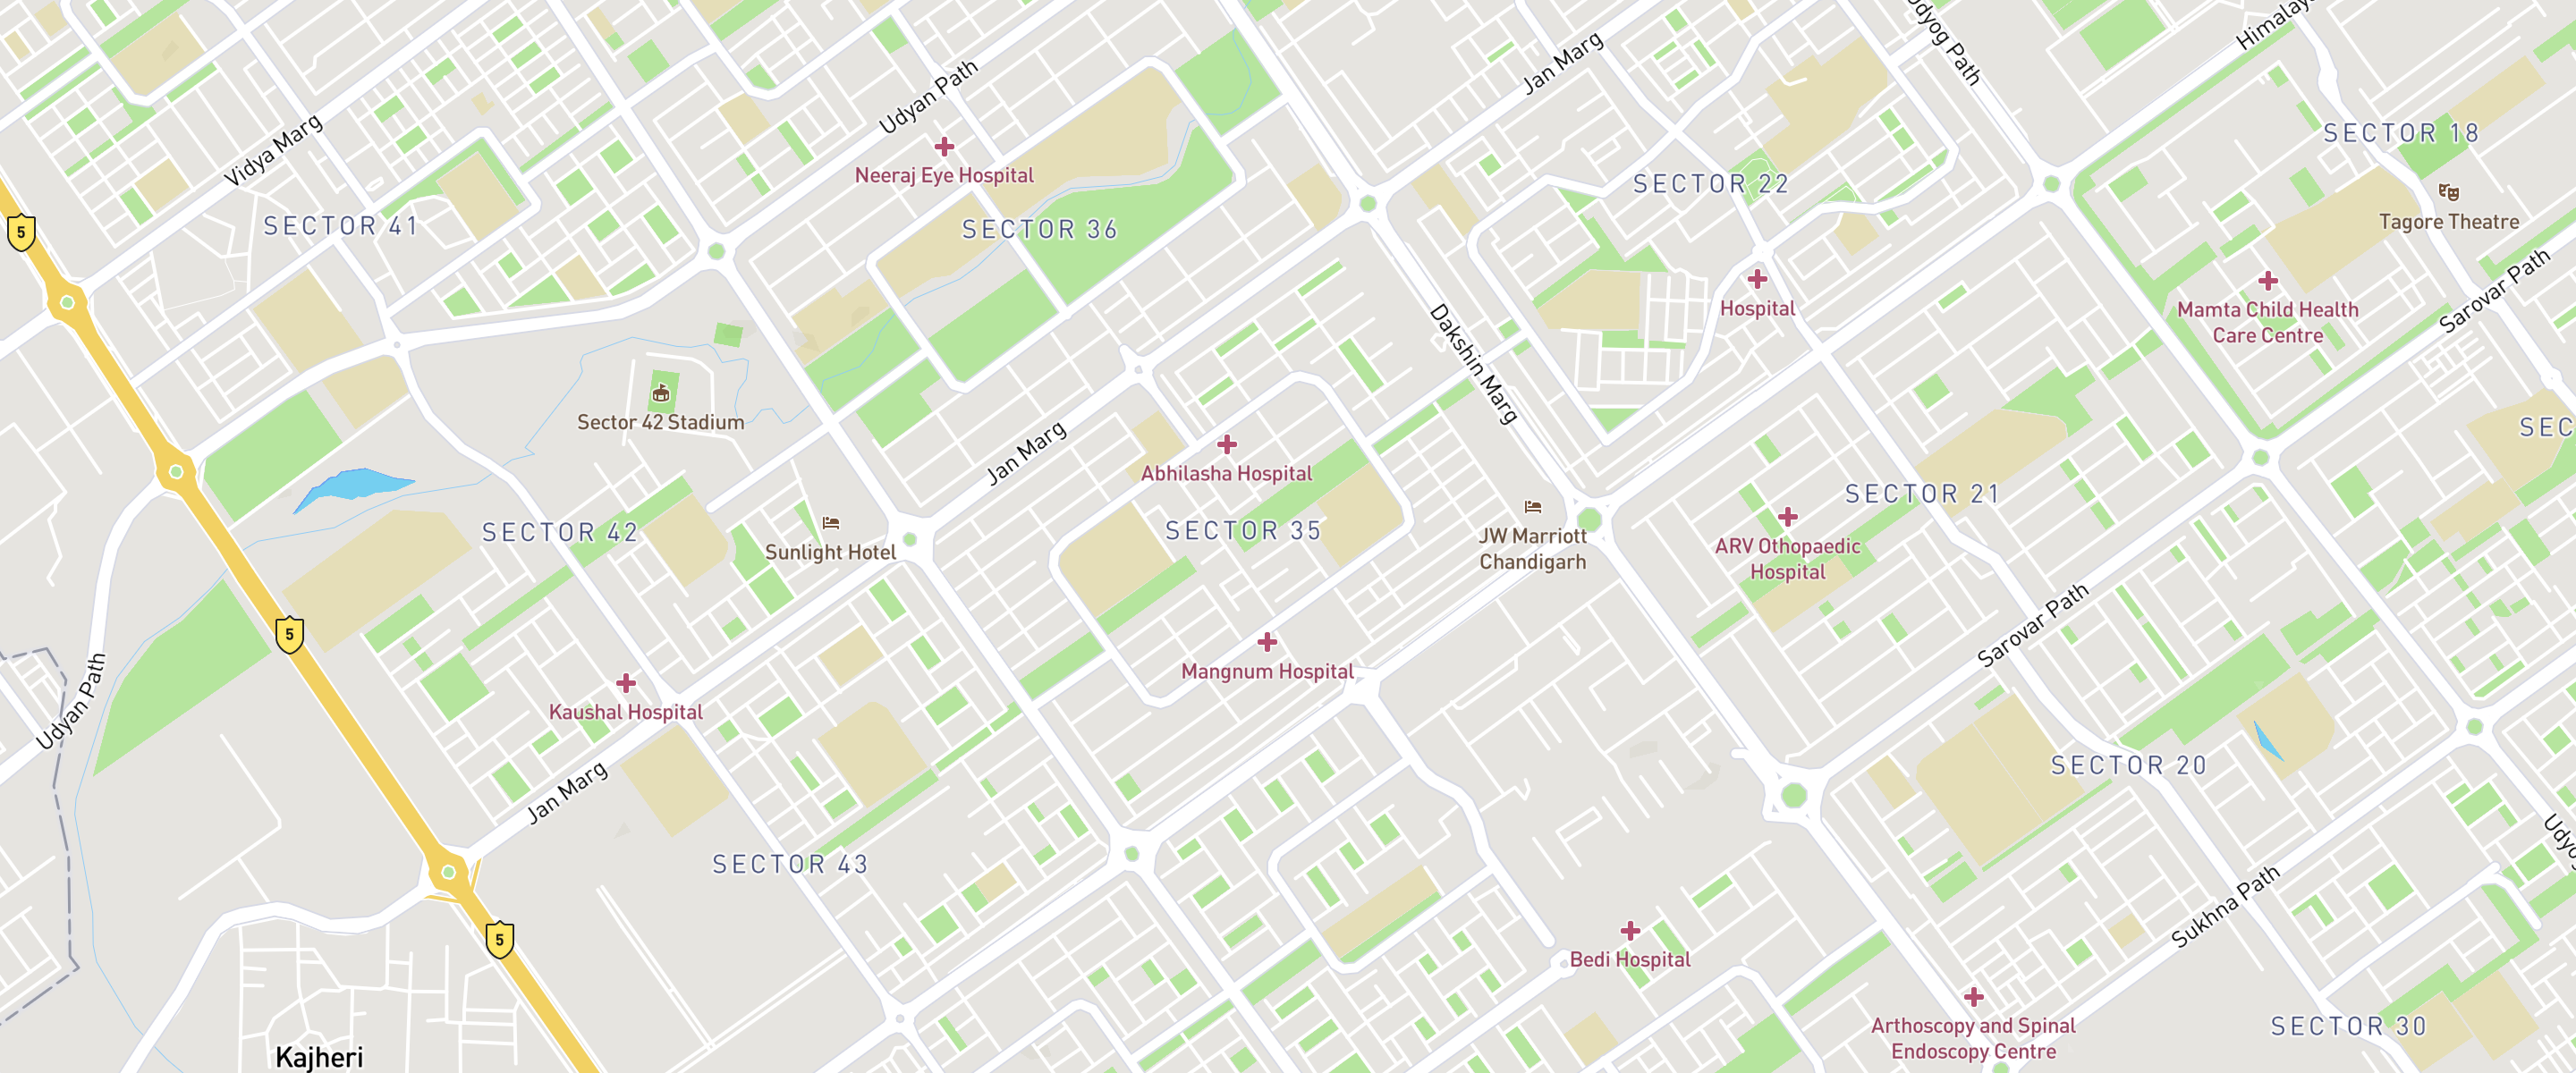 Udyog Path
Himalaya
Jan Marg
Udyan Path
Vidya Marg
SECTOR 18
Neeraj Eye Hospital
SECTOR 22
Tagore Theatre
SECTOR 41
SECTOR 36
5
Sarovar Path
Hospital
Mamta Child Health
Care Centre
Dakshin Marg
Sector 42 Stadium
SEC
Jan Marg
Abhilasha Hospital
SECTOR 21
SECTOR 42
SECTOR 35
Sunlight Hotel
JW Marriott
Chandigarh
ARV Othopaedic
Hospital
5
Sarovar Path
Mangnum Hospital
Udyan Path
Kaushal Hospital
SECTOR 20
Jan Marg
Udyo
SECTOR 43
Sukhna Path
5
Bedi Hospital
Arthoscopy and Spinal
Endoscopy Centre
SECTOR 30
Kajheri